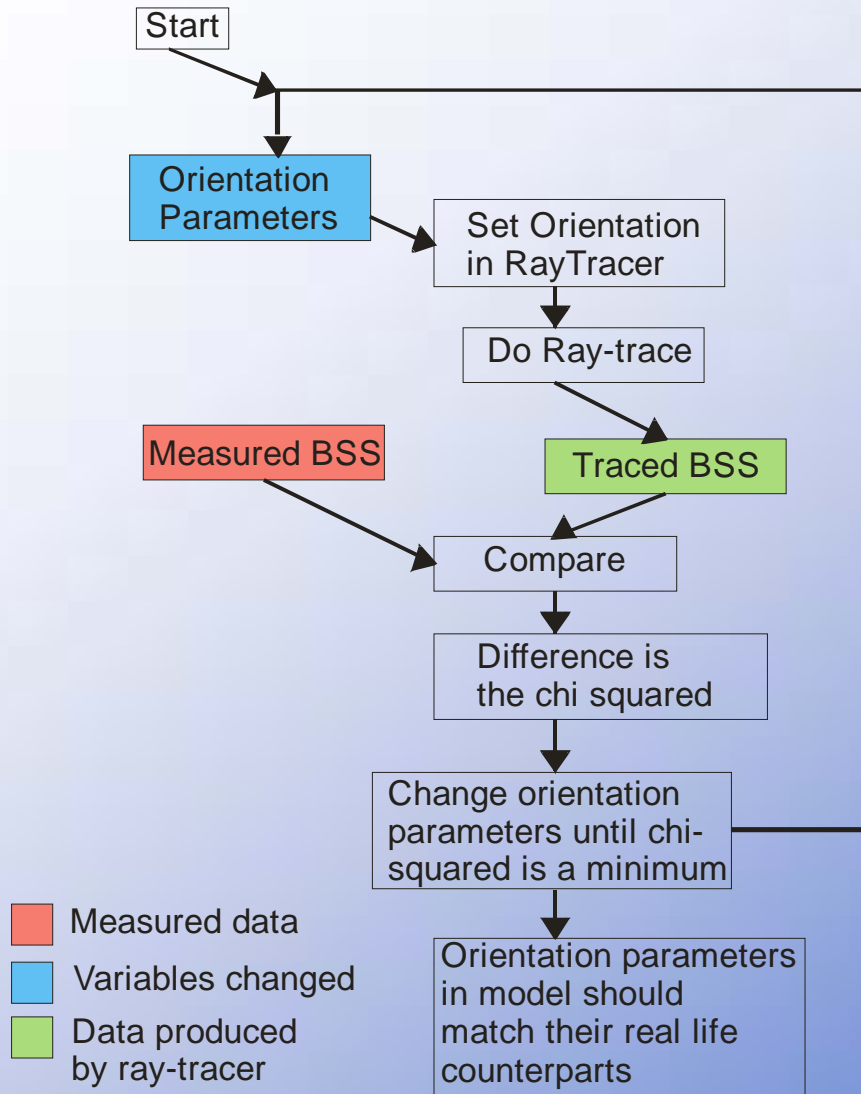 Start
Orientation
Parameters
Set Orientation
in RayTracer
Do Ray-trace
Measured BSS
Traced BSS
Compare
Difference is
the chi squared
Change orientation
parameters until chi-
squared is a minimum
Measured data
Variables changed
Data produced
by ray-tracer
Orientation parameters
in model should
match their real life
counterparts